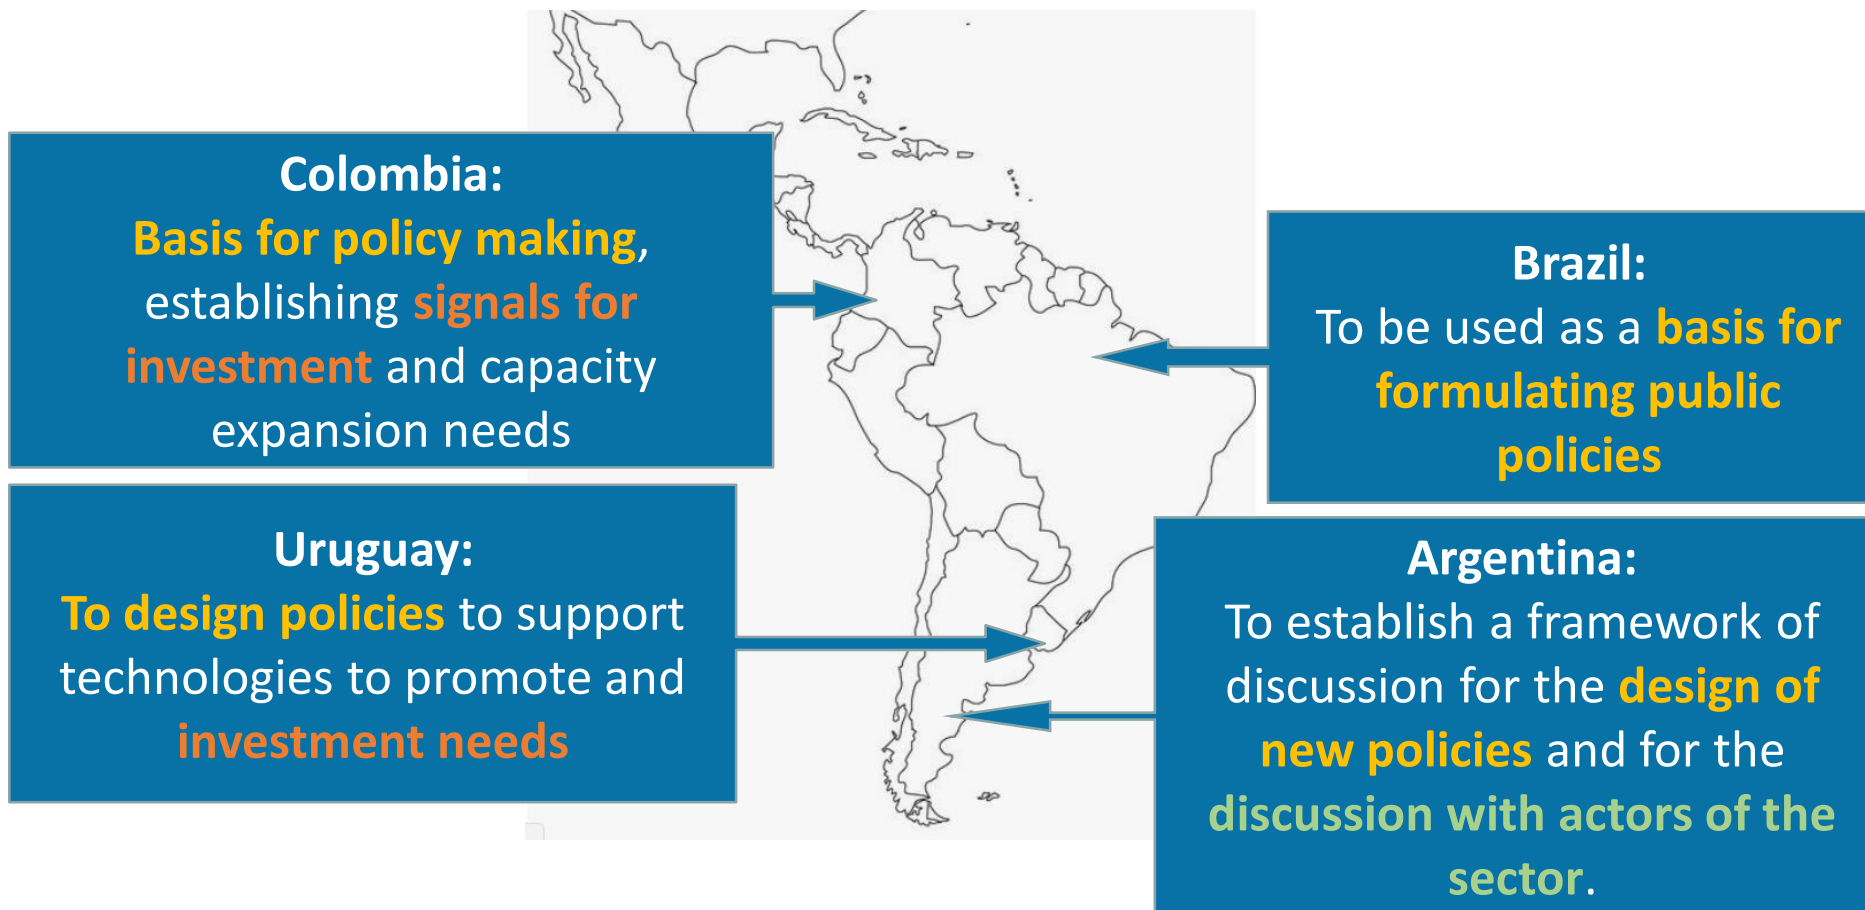 Colombia:
Basis for policy making,
establishing signals for
investment and capacity
expansion needs
Uruguay:
To design policies to support
technologies to promote and
investment needs
Brazil:
To be used as a basis for
formulating public
policies
Argentina:
To establish a framework of
discussion for the design of
new policies and for the
discussion with actors of the
sector.